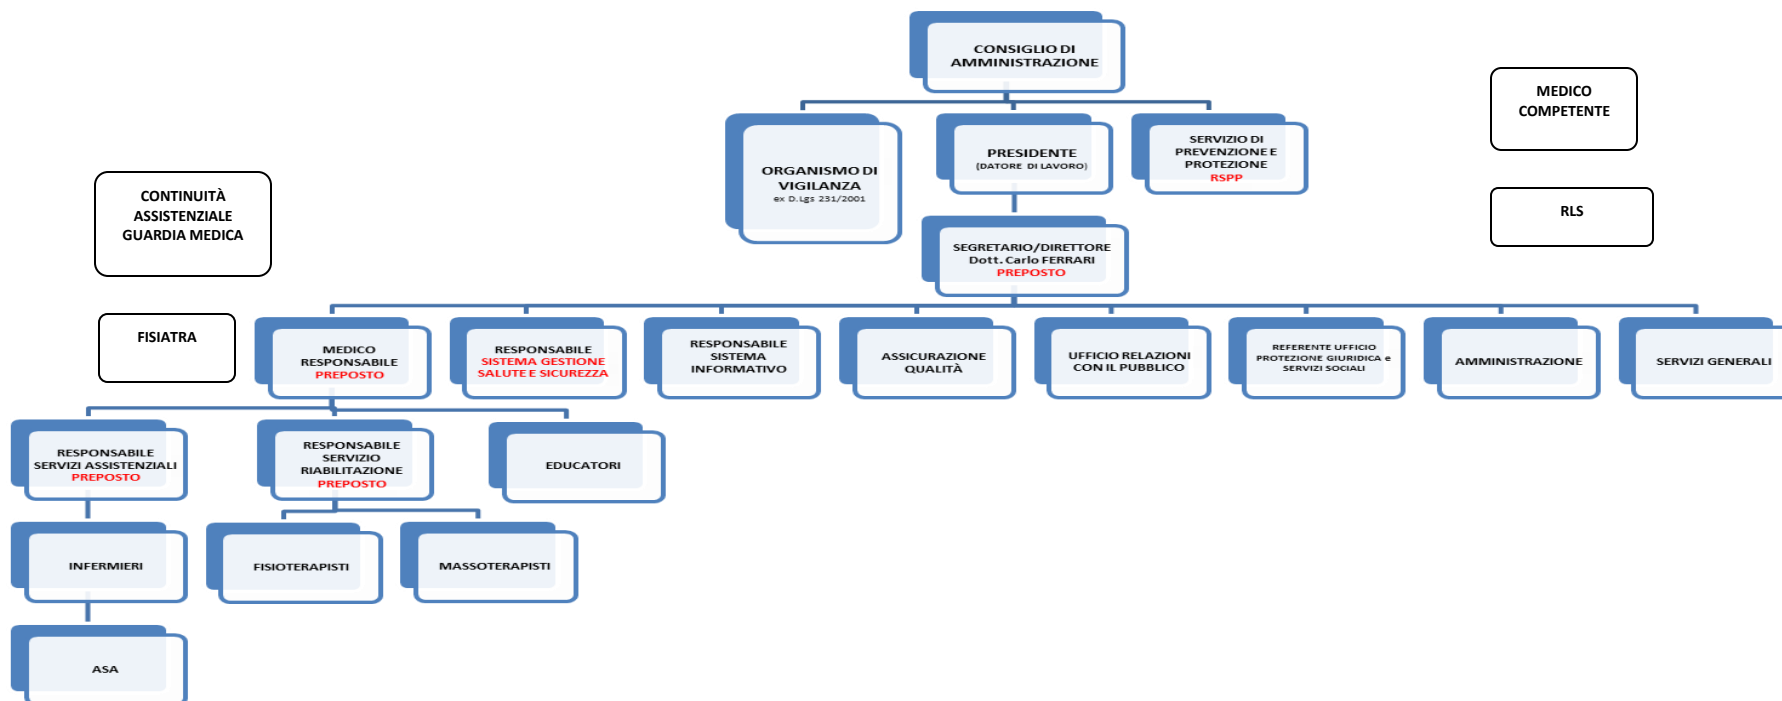 CONSIGLIO DI
AMMINISTRAZIONE
MEDICO
COMPETENTE
ORGANISMO DI
VIGILANZA
ex D.Lgs 231/2001
PRESIDENTE
(DATORE DI LAVORO)
SERVIZIO DI
PREVENZIONE E
PROTEZIONE
RSPP
CONTINUITÀ
ASSISTENZIALE
GUARDIA MEDICA
RLS
SEGRETARIO/DIRETTORE
Dott. Carlo FERRARI
PREPOSTO
FISIATRA
MEDICO
RESPONSABILE
PREPOSTO
RESPONSABILE
SISTEMA GESTIONE
SALUTE E SICUREZZA
RESPONSABILE
SISTEMA
INFORMATIVO
ASSICURAZIONE
QUALITÀ
UFFICIO RELAZIONI
CON IL PUBBLICO
REFERENTE UFFICIO
PROTEZIONE GIURIDICA e
SERVIZI SOCIALI
AMMINISTRAZIONE
SERVIZI GENERALI
RESPONSABILE
SERVIZI ASSISTENZIALI
PREPOSTO
RESPONSABILE
SERVIZIO
RIABILITAZIONE
PREPOSTO
EDUCATORI
INFERMIERI
FISIOTERAPISTI
MASSOTERAPISTI
ASA